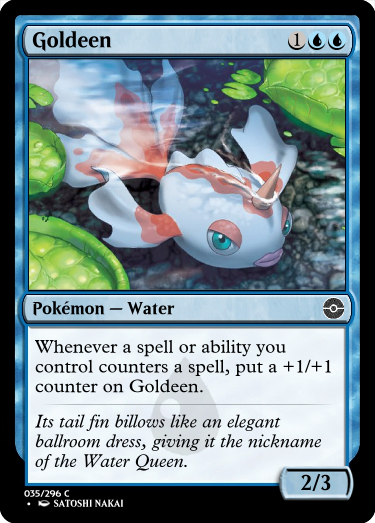 Goldeen 1
Pokémon — Water
Whenever a spell or ability you
control counters a spell, put a +1/+1
counter on Goldeen.
Its tail fin billows like an elegant
ballroom dress, giving it the nickname
of the Water Queen.
2/3
035/296 C
• SATOSHI NAKAI